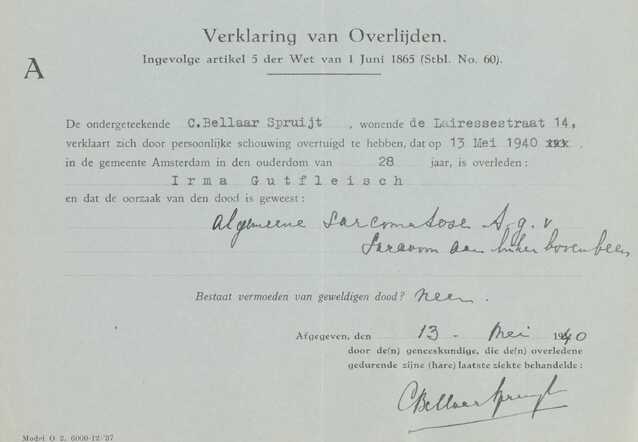 Verklaring van Overlijden.
Ingevolge artikel 5 der Wet van 1 Juni 1865 (Stbl. No. 60).
A
De ondergeteekende C.Bellaar Spruijt, wonende de Lairessestraat 14,
verklaart zich door persoonlijke schouwing overtuigd te hebben, dat op 13 Mei 1940
in de gemeente Amsterdam in den ouderdom van 28 jaar, is overleden:
Irma Gutfleisch
en dat de oorzaak van den dood is geweest:
Algemeene Sarcomatose t.g.v
Sarcoom aan linker bovenbeen
Bestaat vermoeden van geweldigen dood? neen.
Afgegeven, den 13 - Mei 1940
door de(n) geneeskundige, die de(n) overledene
gedurende zijne (hare) laatste ziekte behandelde:
CBellaarSpruijt
Model O 2. 6000-12-'37